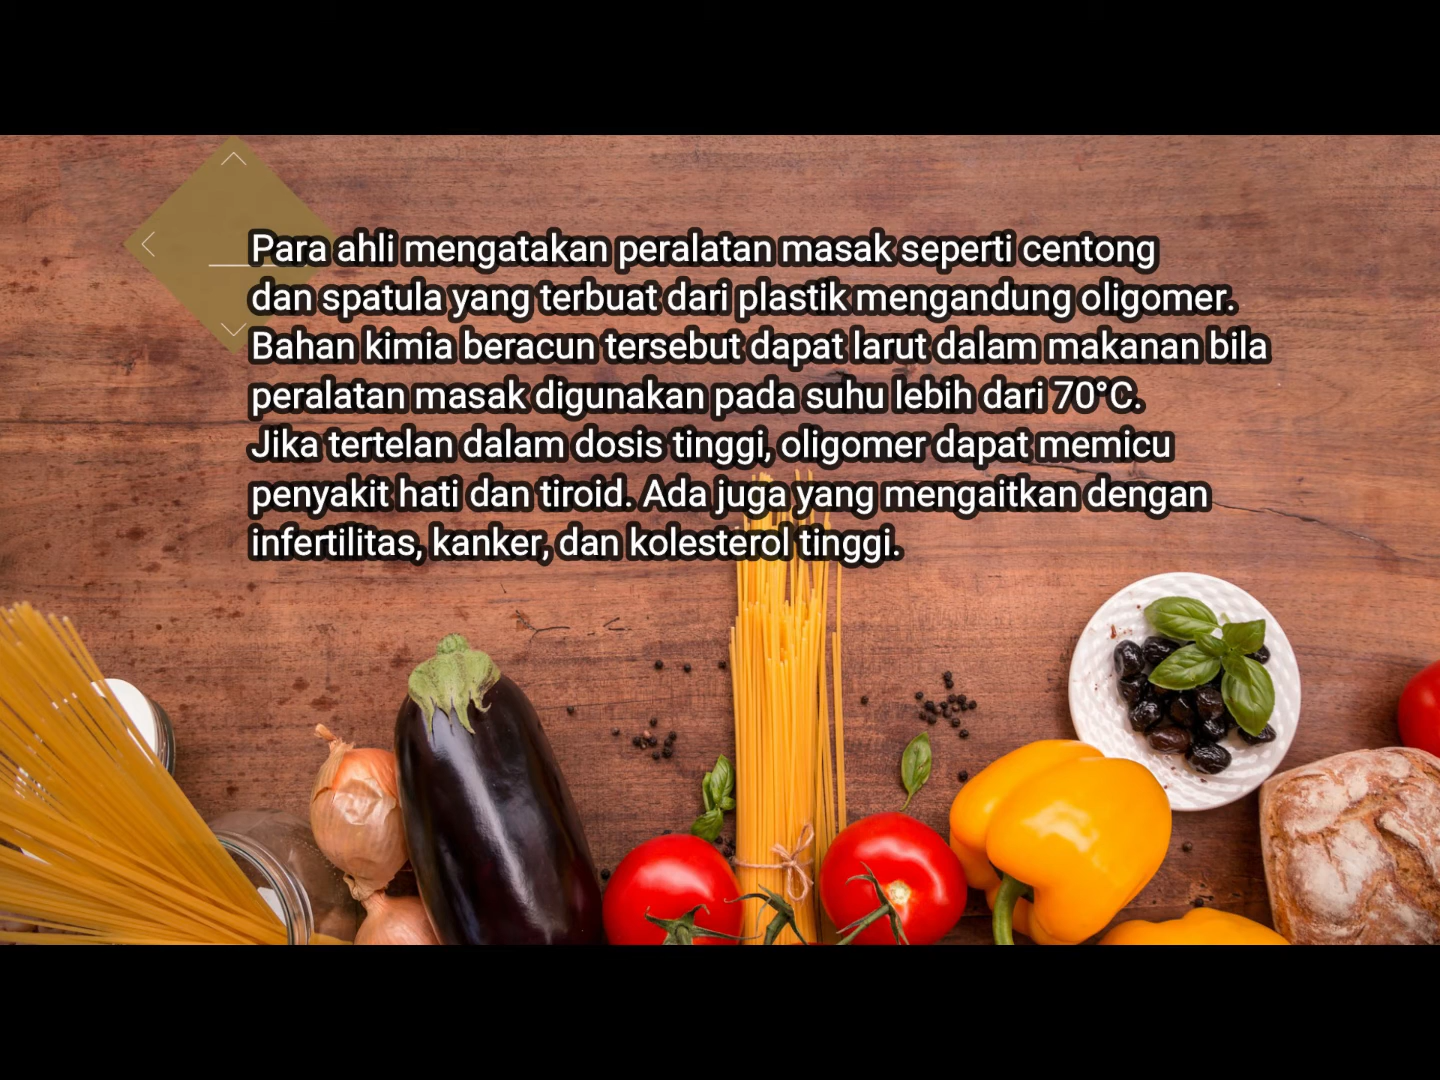 Para ahli mengatakan peralatan masak seperti centong
dan spatula yang terbuat dari plastik mengandung oligomer.
Bahan kimia beracun tersebut dapat larut dalam makanan bila
peralatan masak digunakan pada suhu lebih dari 70°C.
Jika tertelan dalam dosis tinggi, oligomer dapat memicu
penyakit hati dan tiroid. Ada juga yang mengaitkan dengan
infertilitas, kanker, dan kolesterol tinggi.